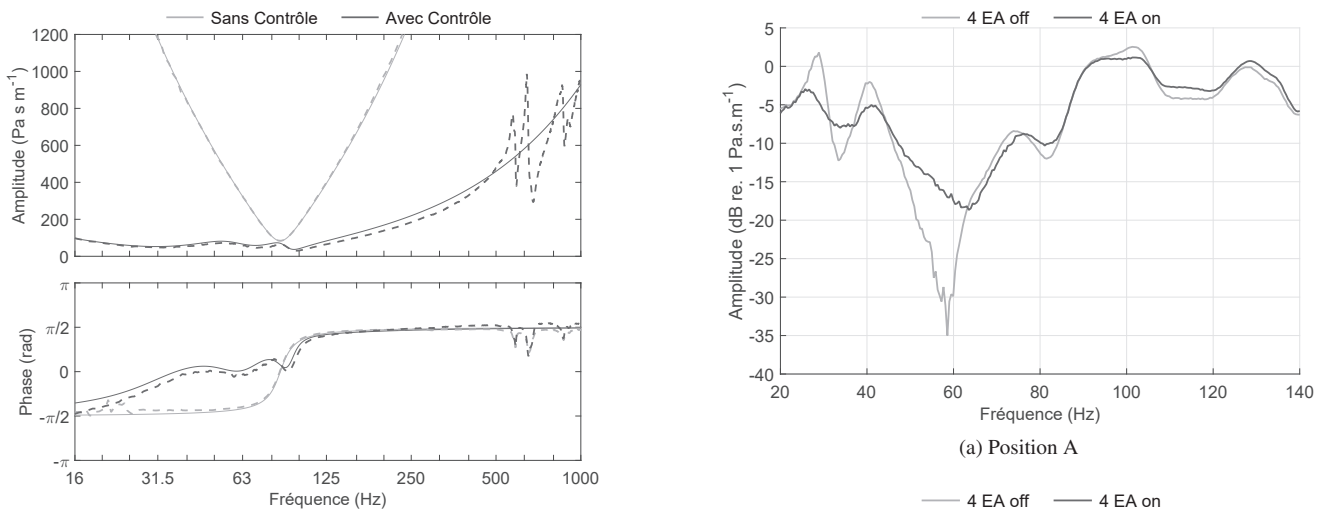 Sans Contrôle Avec Contrôle
Amplitude (Pa s m-1)
1200
1000
800
600
400
200
0
Phase (rad)
π
π/2
0
-π/2
-π
16 31.5 63 125 250 500 1000
Fréquence (Hz)
4 EA off 4 EA on
Amplitude (dB re. 1 Pa.s.m-1)
5
0
-5
-10
-15
-20
-25
-30
-35
-40
20 40 60 80 100 120 140
Fréquence (Hz)
(a) Position A
4 EA off 4 EA on